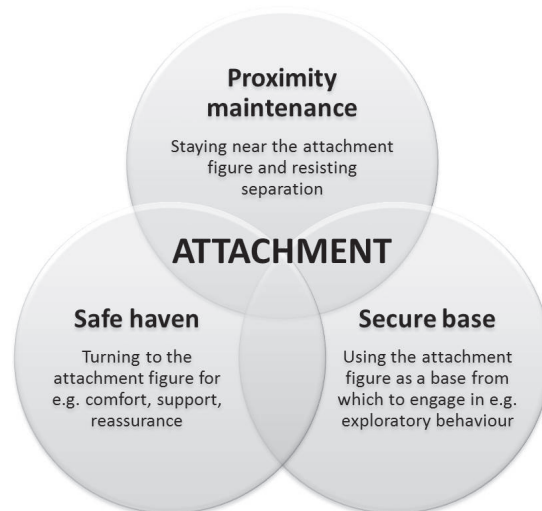 Proximity
maintenance
Staying near the attachment
figure and resisting
separation
ATTACHMENT
Safe haven
Turning to the
attachment figure for
e.g. comfort, support,
reassurance
Secure base
Using the attachment
figure as a base from
which to engage in e.g.
exploratory behaviour